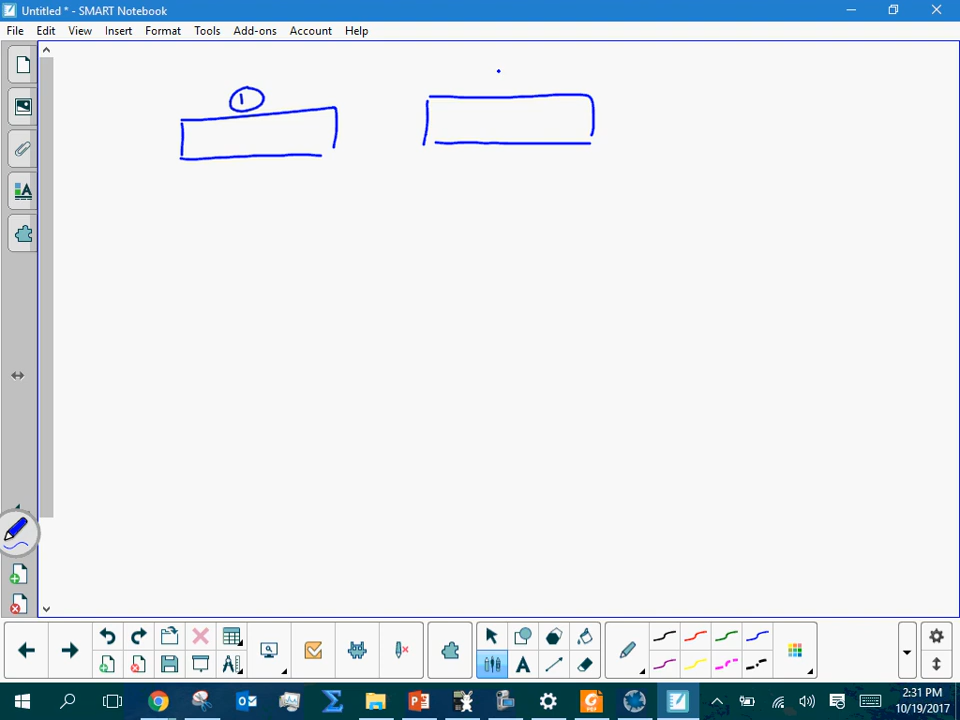 Untitled * - SMART Notebook
File Edit View Insert Format Tools Add-ons Account Help
1
A
A
2:31 PM
10/19/2017